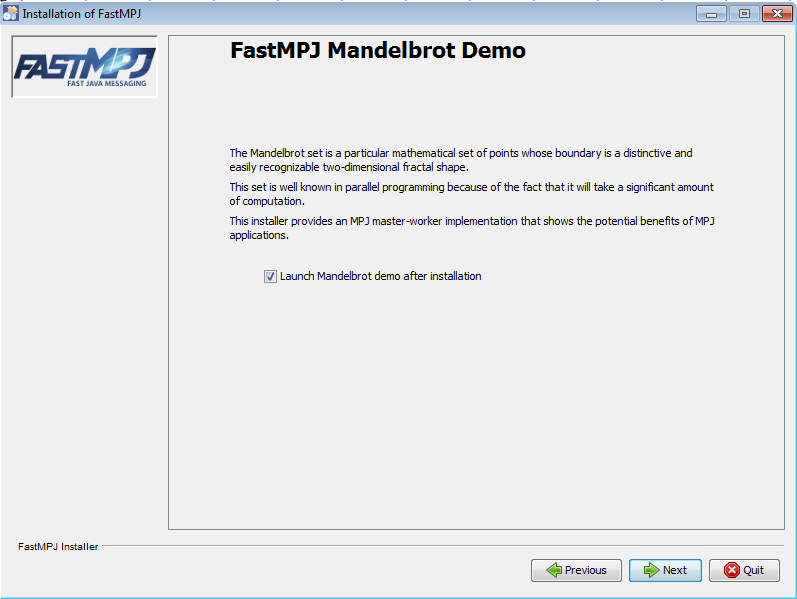 Installation of FastMPJ
FASTMPJ
FAST JAVA MESSAGING
FastMPJ Mandelbrot Demo
The Mandelbrot set is a particular mathematical set of points whose boundary is a distinctive and
easily recognizable two-dimensional fractal shape.
This set is well known in parallel programming because of the fact that it will take a significant amount
of computation.
This installer provides an MPJ master-worker implementation that shows the potential benefits of MPJ
applications.
Launch Mandelbrot demo after installation
FastMPJ Installer
Previous
Next
Quit